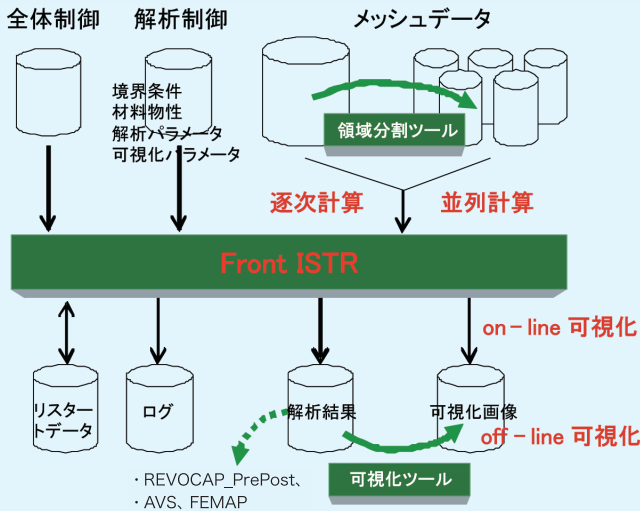 全体制御
解析制御
メッシュデータ
境界条件
材料物性
解析パラメータ
可視化パラメータ
領域分割ツール
逐次計算
並列計算
Front ISTR
on－line 可視化
リスター
トデータ
ログ
解析結果
可視化画像
off－line 可視化
・REVOCAP_PrePost、
・AVS、FEMAP
可視化ツール